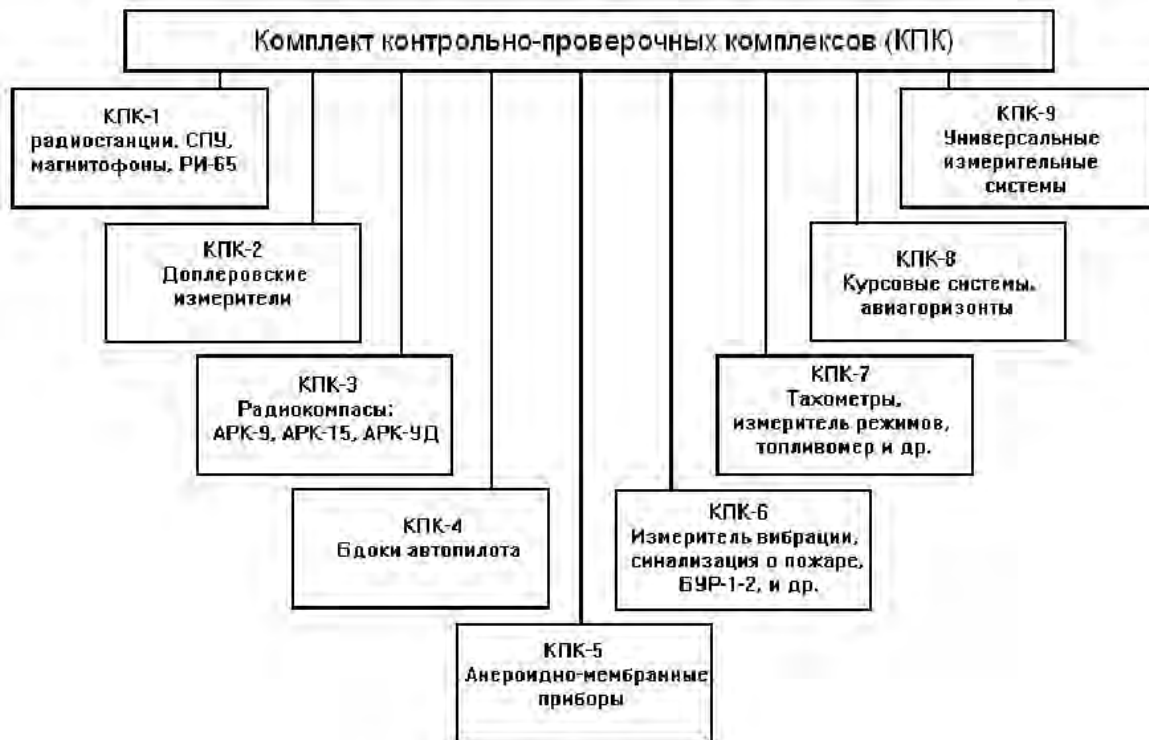 Комплект контрольно-проверочных комплексов (КПК)
КПК-1
радиостанции, СПУ,
магнитофоны, РИ-65
КПК-2
Доплеровские
измерители
КПК-3
Радиокомпасы:
АРК-9, АРК-15, АРК-УД
КПК-4
Бдоки автопилота
КПК-5
Анероидно-мембранные
приборы
КПК-6
Измеритель вибрации,
синализация о пожаре,
БУР-1-2, и др.
КПК-7
Тахометры,
измеритель режимов,
топливомер и др.
КПК-8
Курсовые системы,
авиагоризонты
КПК-9
Универсальные
измерительные
системы